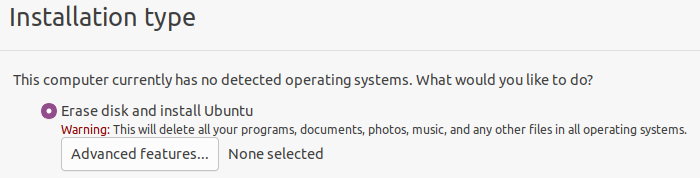 Installation type
This computer currently has no detected operating systems. What would you like to do?
Erase disk and install Ubuntu
Warning: This will delete all your programs, documents, photos, music, and any other files in all operating systems.
Advanced features... None selected